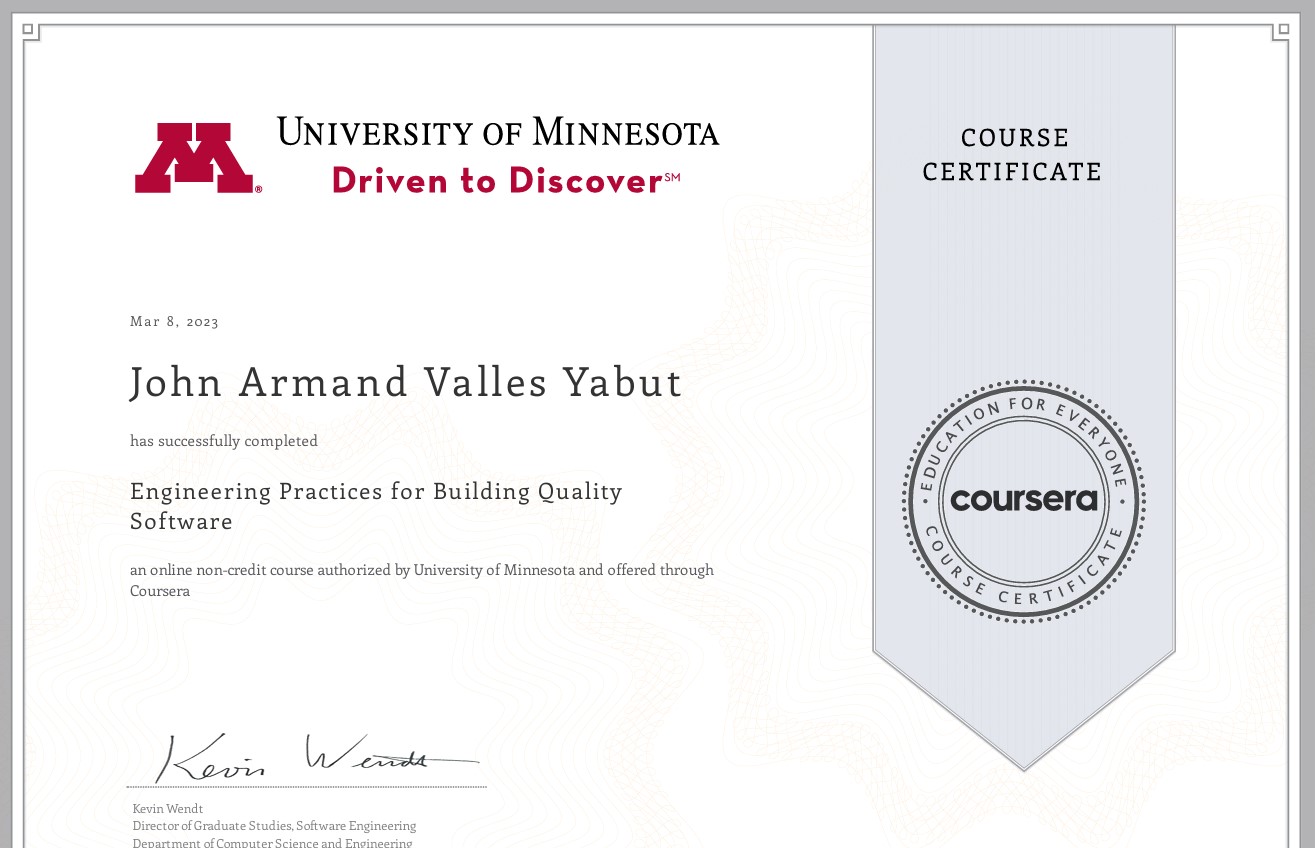 UNIVERSITY OF MINNESOTA
Driven to Discover℠
®
COURSE
CERTIFICATE
Mar 8, 2023
John Armand Valles Yabut
has successfully completed
Engineering Practices for Building Quality
Software
an online non-credit course authorized by University of Minnesota and offered through
Coursera
EDUCATION FOR EVERYONE
coursera
COURSE CERTIFICATE
Kevin Wendt
Kevin Wendt
Director of Graduate Studies, Software Engineering
Department of Computer Science and Engineering